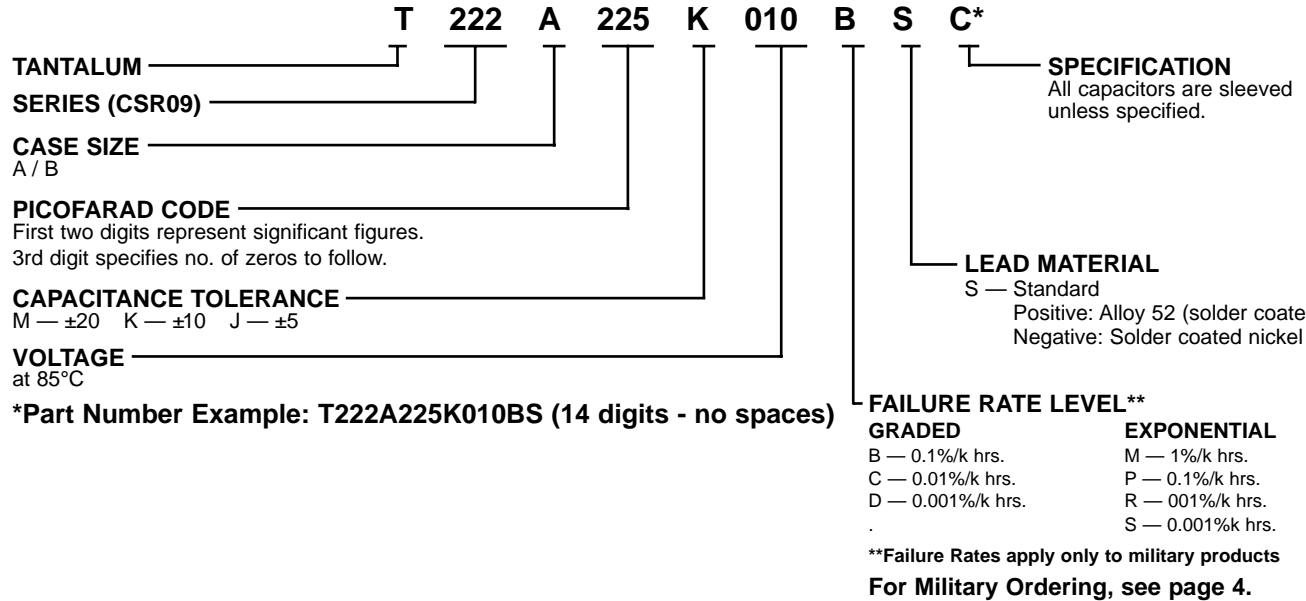 T 222 A 225 K 010 B S C*
TANTALUM
SERIES (CSR09)
CASE SIZE
A / B
PICOFARAD CODE
First two digits represent significant figures.
3rd digit specifies no. of zeros to follow.
CAPACITANCE TOLERANCE
M — ±20 K — ±10 J — ±5
VOLTAGE
at 85°C
*Part Number Example: T222A225K010BS (14 digits - no spaces)
SPECIFICATION
All capacitors are sleeved
unless specified.
LEAD MATERIAL
S — Standard
Positive: Alloy 52 (solder coate
Negative: Solder coated nickel
FAILURE RATE LEVEL**
GRADED EXPONENTIAL
B — 0.1%/k hrs. M — 1%/k hrs.
C — 0.01%/k hrs. P — 0.1%/k hrs.
D — 0.001%/k hrs. R — 001%/k hrs.
. S — 0.001%k hrs.
**Failure Rates apply only to military products
For Military Ordering, see page 4.